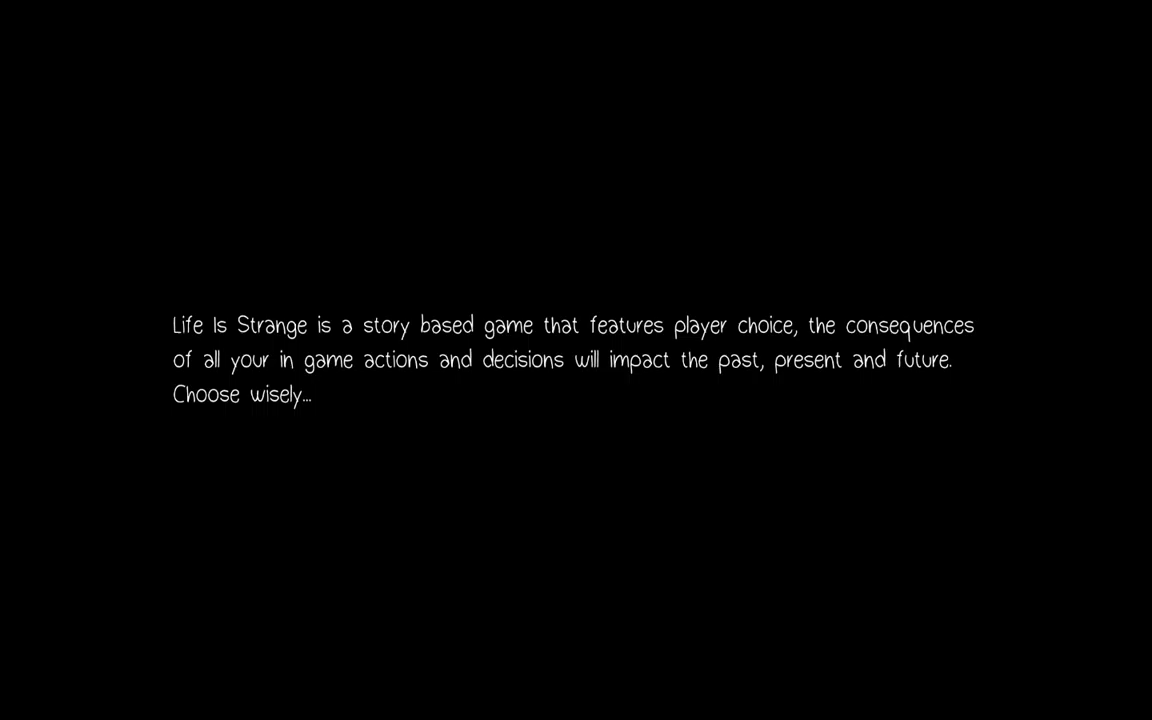 Life Is Strange is a story based game that features player choice, the consequences
of all your in game actions and decisions will impact the past, present and future.
Choose wisely...